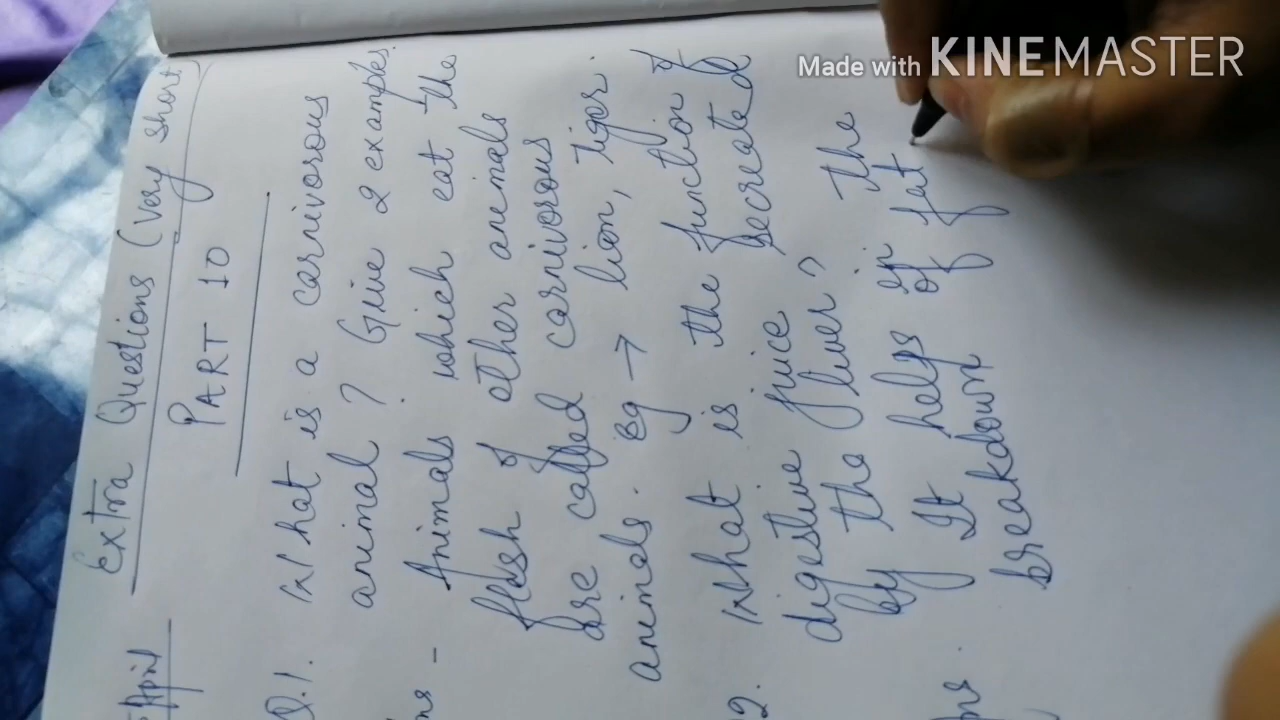 Made with KINEMASTER
Extra Questions (Very short)
PART 10
Q.1. What is a carnivorous
animal? Give 2 examples.
Ans - Animals which eat the
flesh of other animals
are called carnivorous
animals. Eg → lion, tiger.
2. What is the function of
digestive juice secreated
by the liver?
Ans. It helps in the
breakdown of fat